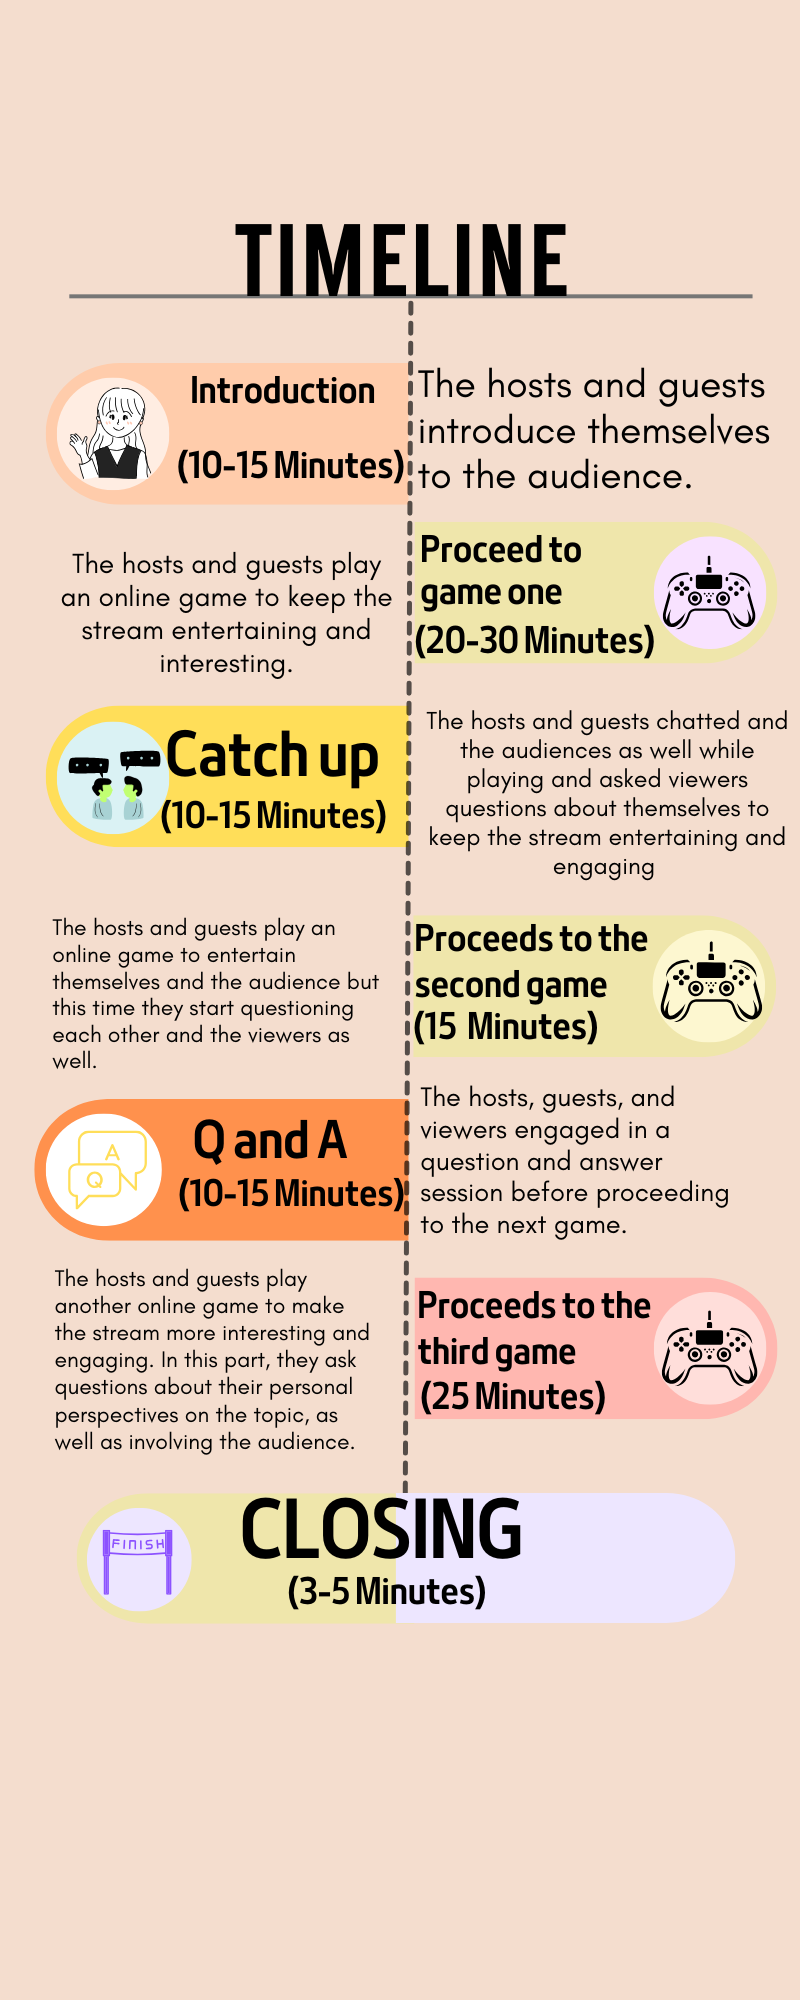 TIMELINE
Introduction
(10-15 Minutes)
The hosts and guests
introduce themselves
to the audience.
Proceed to
game one
(20-30 Minutes)
The hosts and guests play
an online game to keep the
stream entertaining and
interesting.
Catch up
(10-15 Minutes)
The hosts and guests chatted and
the audiences as well while
playing and asked viewers
questions about themselves to
keep the stream entertaining and
engaging
Proceeds to the
second game
(15 Minutes)
The hosts and guests play an
online game to entertain
themselves and the audience but
this time they start questioning
each other and the viewers as
well.
A
Q
Q and A
(10-15 Minutes)
The hosts, guests, and
viewers engaged in a
question and answer
session before proceeding
to the next game.
Proceeds to the
third game
(25 Minutes)
The hosts and guests play
another online game to make
the stream more interesting and
engaging. In this part, they ask
questions about their personal
perspectives on the topic, as
well as involving the audience.
FINISH
CLOSING
(3-5 Minutes)